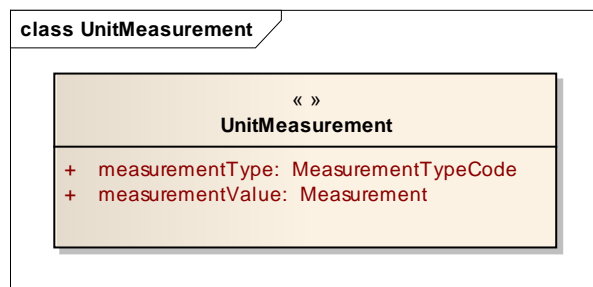 class UnitMeasurement
« »
UnitMeasurement
+ measurementType: MeasurementTypeCode
+ measurementValue: Measurement